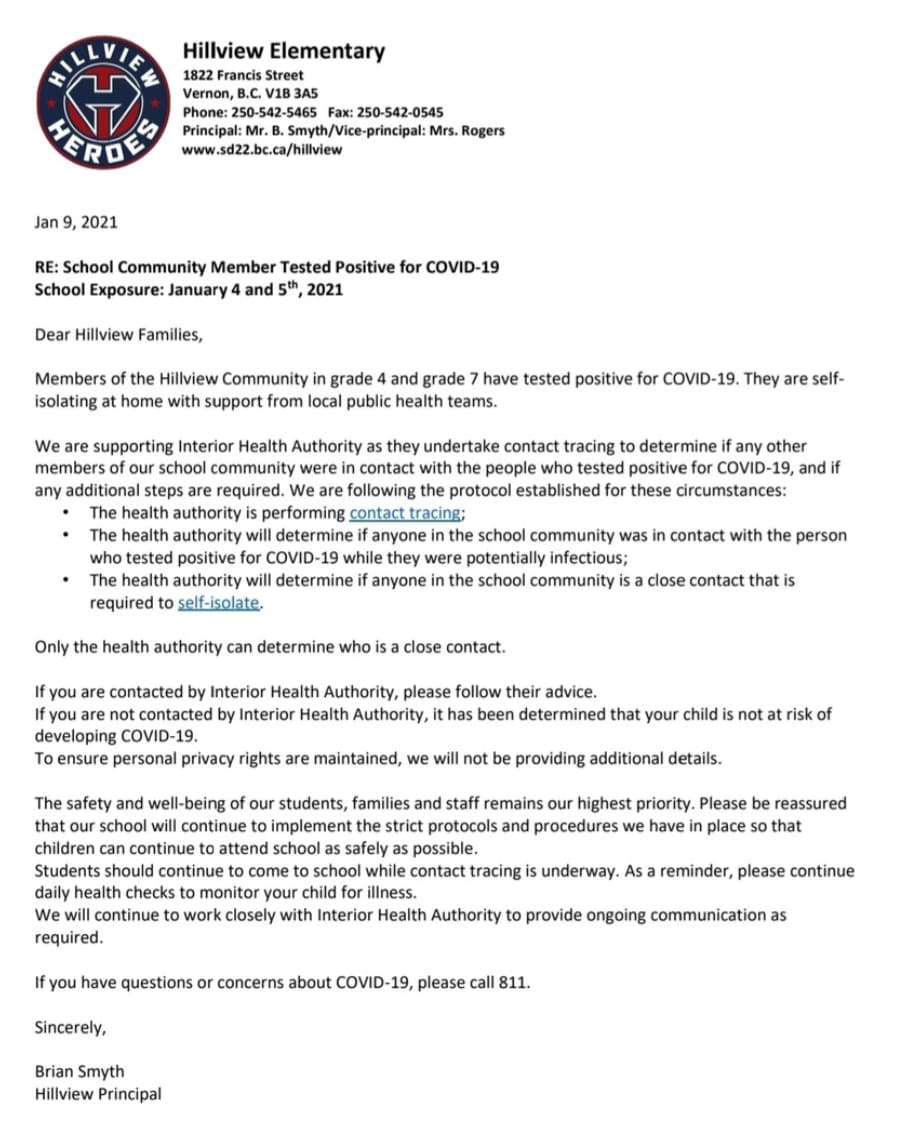 HILLVIEW
HEROES
Hillview Elementary
1822 Francis Street
Vernon, B.C. V1B 3A5
Phone: 250-542-5465 Fax: 250-542-0545
Principal: Mr. B. Smyth/Vice-principal: Mrs. Rogers
www.sd22.bc.ca/hillview
Jan 9, 2021
RE: School Community Member Tested Positive for COVID-19
School Exposure: January 4 and 5th, 2021
Dear Hillview Families,
Members of the Hillview Community in grade 4 and grade 7 have tested positive for COVID-19. They are self-
isolating at home with support from local public health teams.
We are supporting Interior Health Authority as they undertake contact tracing to determine if any other
members of our school community were in contact with the people who tested positive for COVID-19, and if
any additional steps are required. We are following the protocol established for these circumstances:
• The health authority is performing contact tracing;
• The health authority will determine if anyone in the school community was in contact with the person
who tested positive for COVID-19 while they were potentially infectious;
• The health authority will determine if anyone in the school community is a close contact that is
required to self-isolate.
Only the health authority can determine who is a close contact.
If you are contacted by Interior Health Authority, please follow their advice.
If you are not contacted by Interior Health Authority, it has been determined that your child is not at risk of
developing COVID-19.
To ensure personal privacy rights are maintained, we will not be providing additional details.
The safety and well-being of our students, families and staff remains our highest priority. Please be reassured
that our school will continue to implement the strict protocols and procedures we have in place so that
children can continue to attend school as safely as possible.
Students should continue to come to school while contact tracing is underway. As a reminder, please continue
daily health checks to monitor your child for illness.
We will continue to work closely with Interior Health Authority to provide ongoing communication as
required.
If you have questions or concerns about COVID-19, please call 811.
Sincerely,
Brian Smyth
Hillview Principal